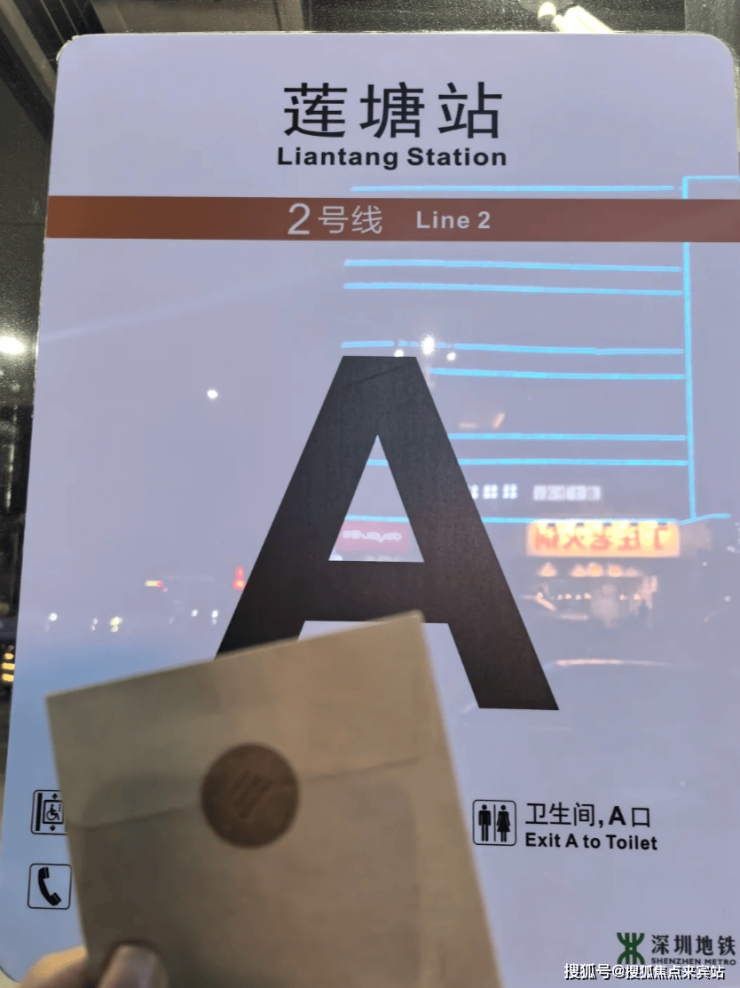 莲塘站
Liantang Station
2号线 Line 2
A
卫生间,A口
Exit A to Toilet
深圳地铁
SHENZHEN METRO
搜狐号@搜狐焦点来宾站